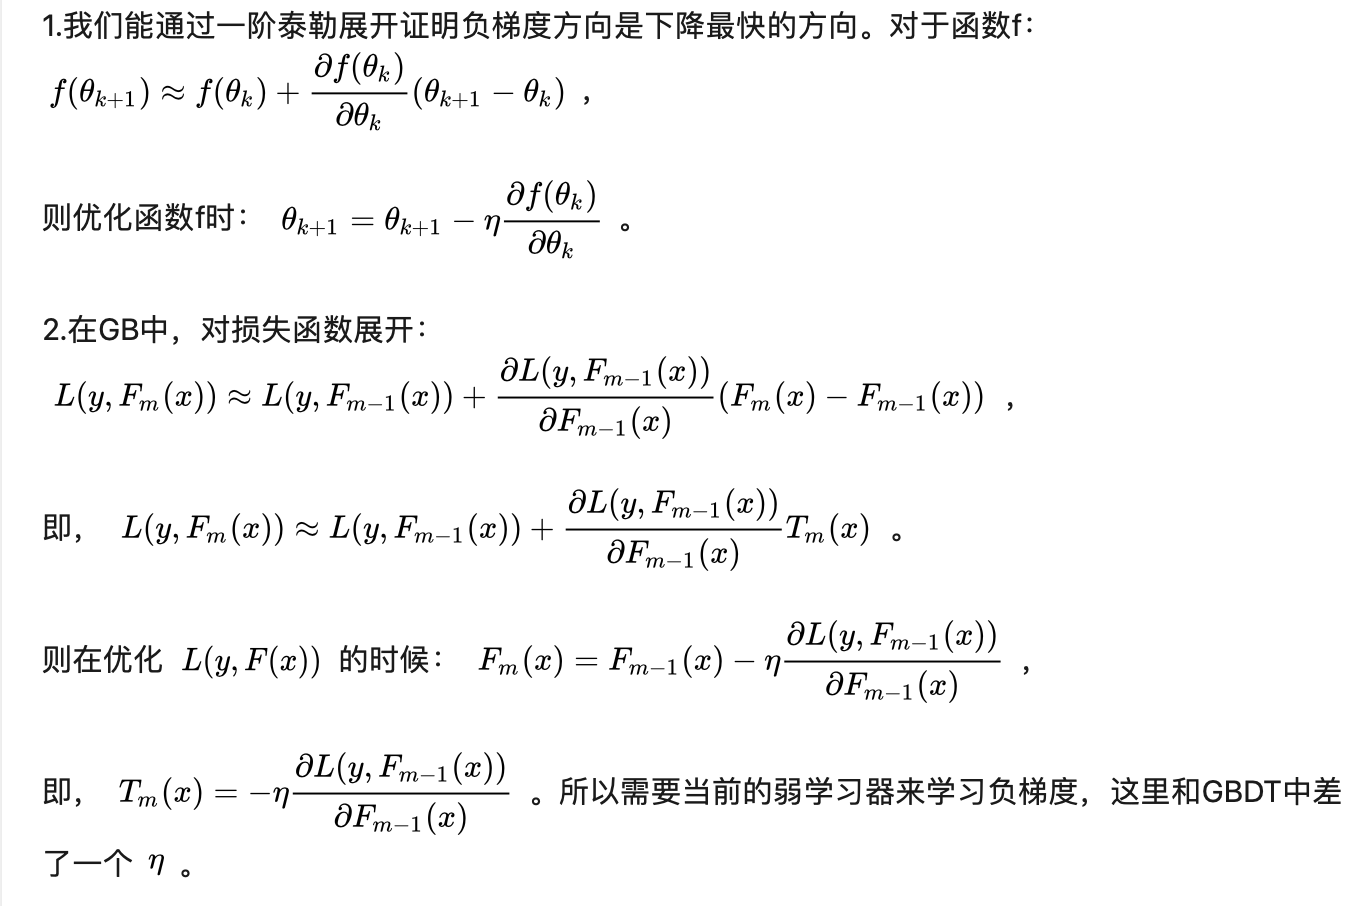 1.我们能通过一阶泰勒展开证明负梯度方向是下降最快的方向。对于函数f：
$f(\theta_{k+1}) \approx f(\theta_k) + \frac{\partial f(\theta_k)}{\partial \theta_k}(\theta_{k+1} - \theta_k)$ ，
则优化函数f时： $\theta_{k+1} = \theta_{k+1} - \eta \frac{\partial f(\theta_k)}{\partial \theta_k}$ 。
2.在GB中，对损失函数展开：
$L(y, F_m(x)) \approx L(y, F_{m-1}(x)) + \frac{\partial L(y, F_{m-1}(x))}{\partial F_{m-1}(x)}(F_m(x) - F_{m-1}(x))$ ，
即， $L(y, F_m(x)) \approx L(y, F_{m-1}(x)) + \frac{\partial L(y, F_{m-1}(x))}{\partial F_{m-1}(x)} T_m(x)$ 。
则在优化 $L(y, F(x))$ 的时候： $F_m(x) = F_{m-1}(x) - \eta \frac{\partial L(y, F_{m-1}(x))}{\partial F_{m-1}(x)}$ ，
即， $T_m(x) = -\eta \frac{\partial L(y, F_{m-1}(x))}{\partial F_{m-1}(x)}$ 。所以需要当前的弱学习器来学习负梯度，这里和GBDT中差
了一个 $\eta$ 。